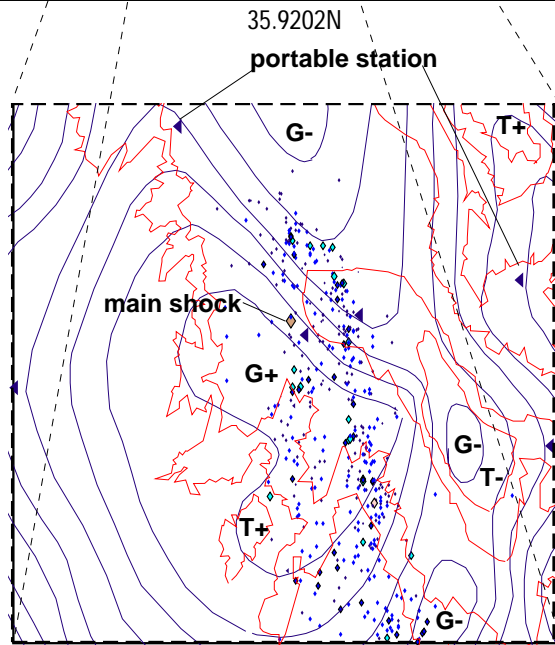 35.9202N
portable station
G-
T+
main shock
G+
G-
T-
T+
G-